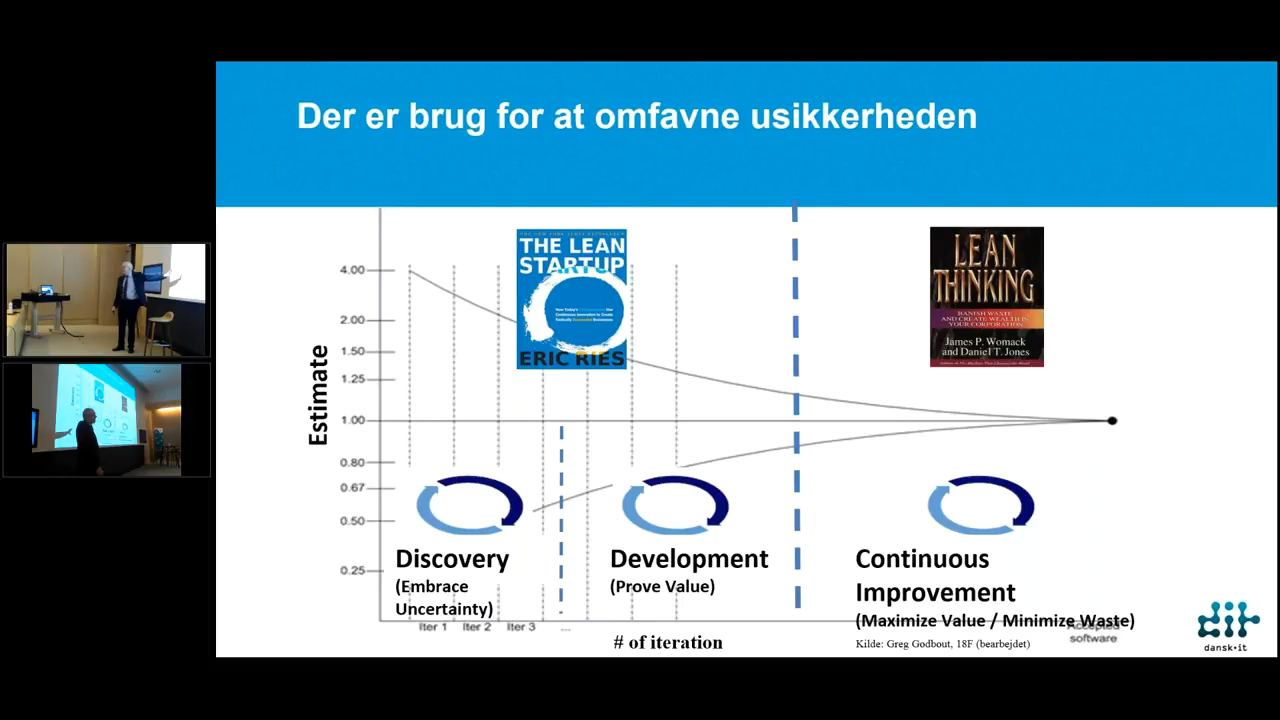 Der er brug for at omfavne usikkerheden
THE LEAN
STARTUP
ERIC RIES
LEAN
THINKING
BANISH WASTE
AND CREATE WEALTH IN
YOUR CORPORATION
James P. Womack
and Daniel T. Jones
Estimate
4.00
2.00
1.50
1.25
1.00
0.80
0.67
0.50
0.25
Discovery
(Embrace
Uncertainty)
Development
(Prove Value)
Continuous
Improvement
(Maximize Value / Minimize Waste)
Iter 1 Iter 2 Iter 3 ...
# of iteration
Accepted
software
Kilde: Greg Godbout, 18F (bearbejdet)
dit
dansk•it